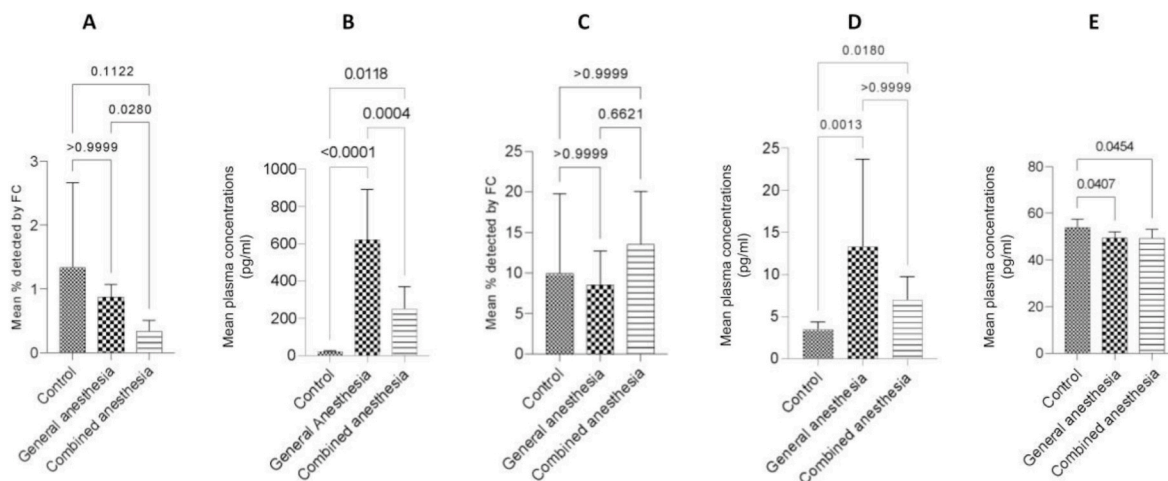 A
0.1122
0.0280
>0.9999
Mean % detected by FC
3
2
1
0
Control
General anesthesia
Combined anesthesia
B
0.0118
0.0004
<0.0001
Mean plasma concentrations
(pg/ml)
1000
800
600
400
200
0
Control
General Anesthesia
Combined anesthesia
C
>0.9999
0.6621
>0.9999
Mean % detected by FC
25
20
15
10
5
0
Control
General anesthesia
Combined anesthesia
D
0.0180
>0.9999
0.0013
Mean plasma concentrations
(pg/ml)
25
20
15
10
5
0
Control
General anesthesia
Combined anesthesia
E
0.0454
0.0407
Mean plasma concentrations
(pg/ml)
80
60
40
20
0
Control
General anesthesia
Combined anesthesia